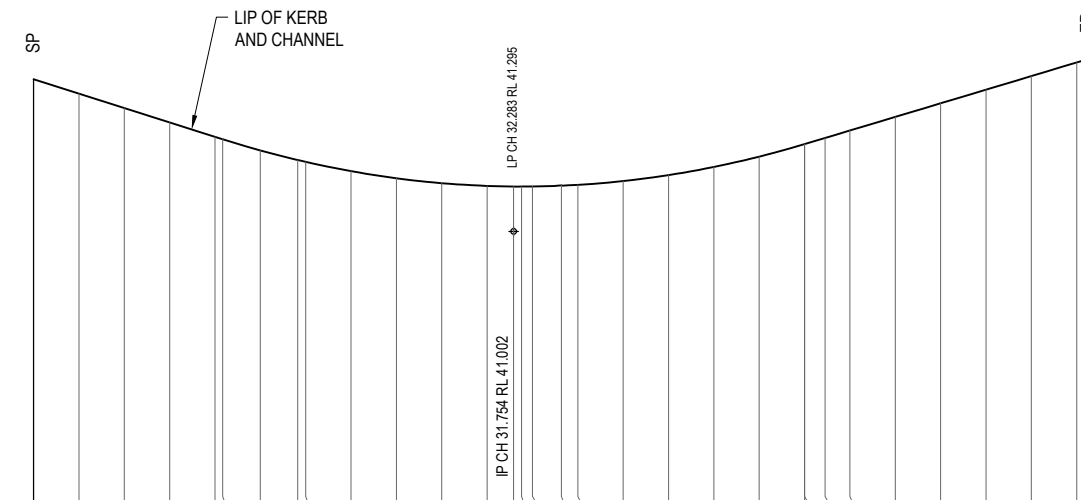 LIP OF KERB
AND CHANNEL
SP
LP CH 32.283 RL 41.295
IP CH 31.754 RL 41.002